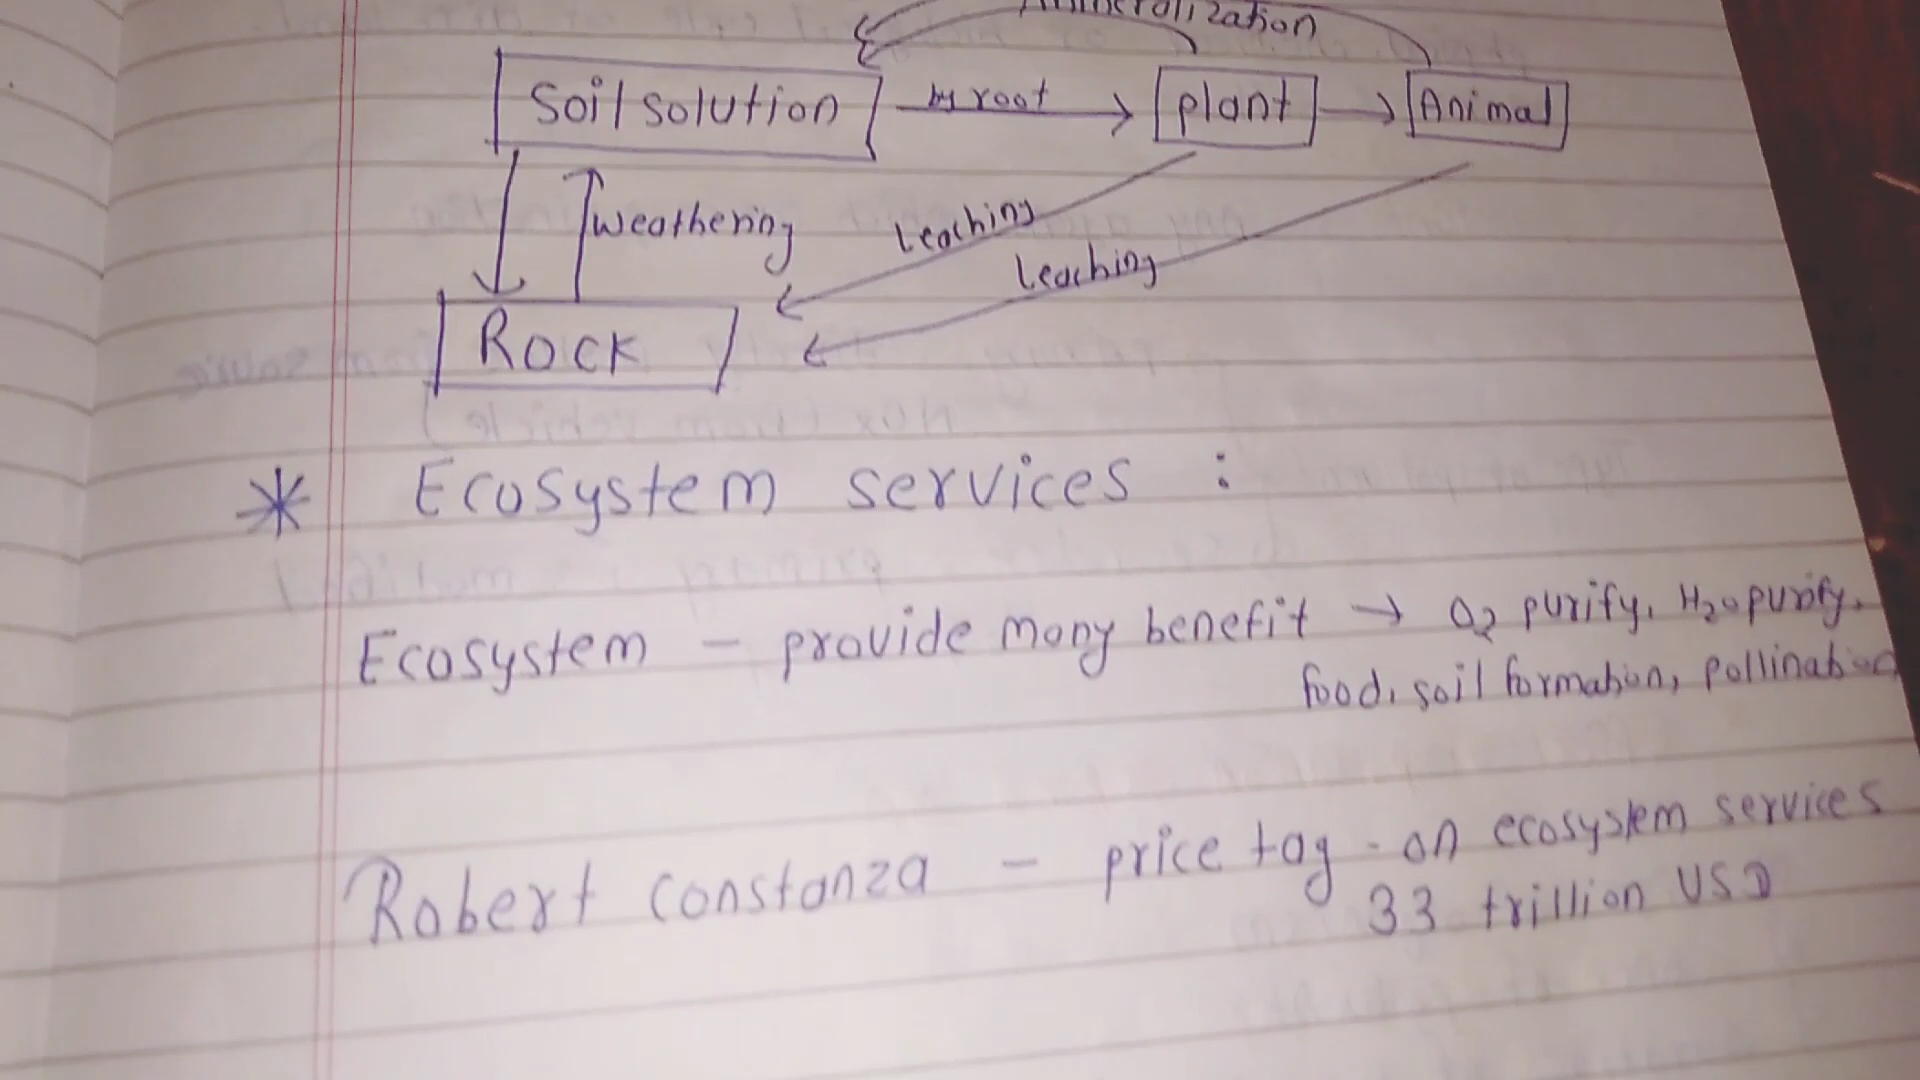 mineralization
Soil solution by root plant Animal
weathering
Leaching
Leaching
Rock
* Ecosystem services :
Ecosystem - provide many benefit → O2 purify, H2O purify,
food, soil formation, pollination
Robert constanza - price tag - on ecosystem services
33 trillion USD